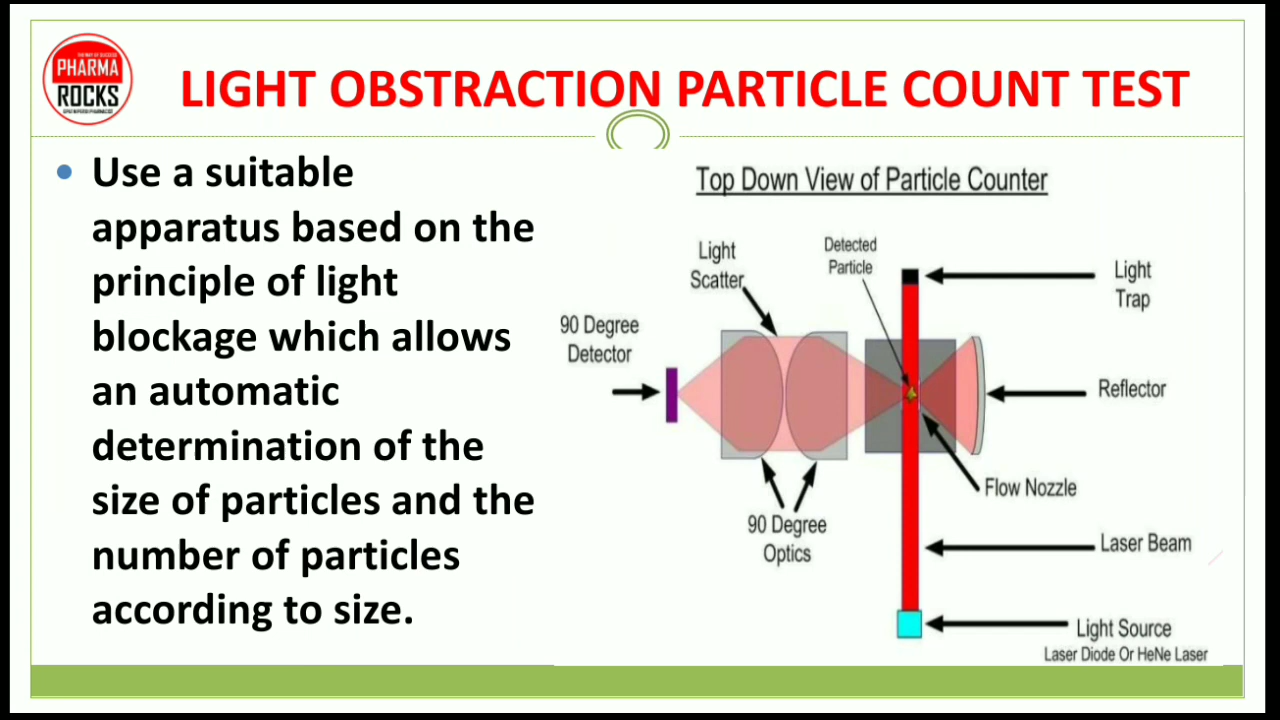 PHARMA
ROCKS
LIGHT OBSTRACTION PARTICLE COUNT TEST
• Use a suitable
apparatus based on the
principle of light
blockage which allows
an automatic
determination of the
size of particles and the
number of particles
according to size.
Top Down View of Particle Counter
Light
Scatter
Detected
Particle
Light
Trap
90 Degree
Detector
Reflector
Flow Nozzle
90 Degree
Optics
Laser Beam
Light Source
Laser Diode Or HeNe Laser